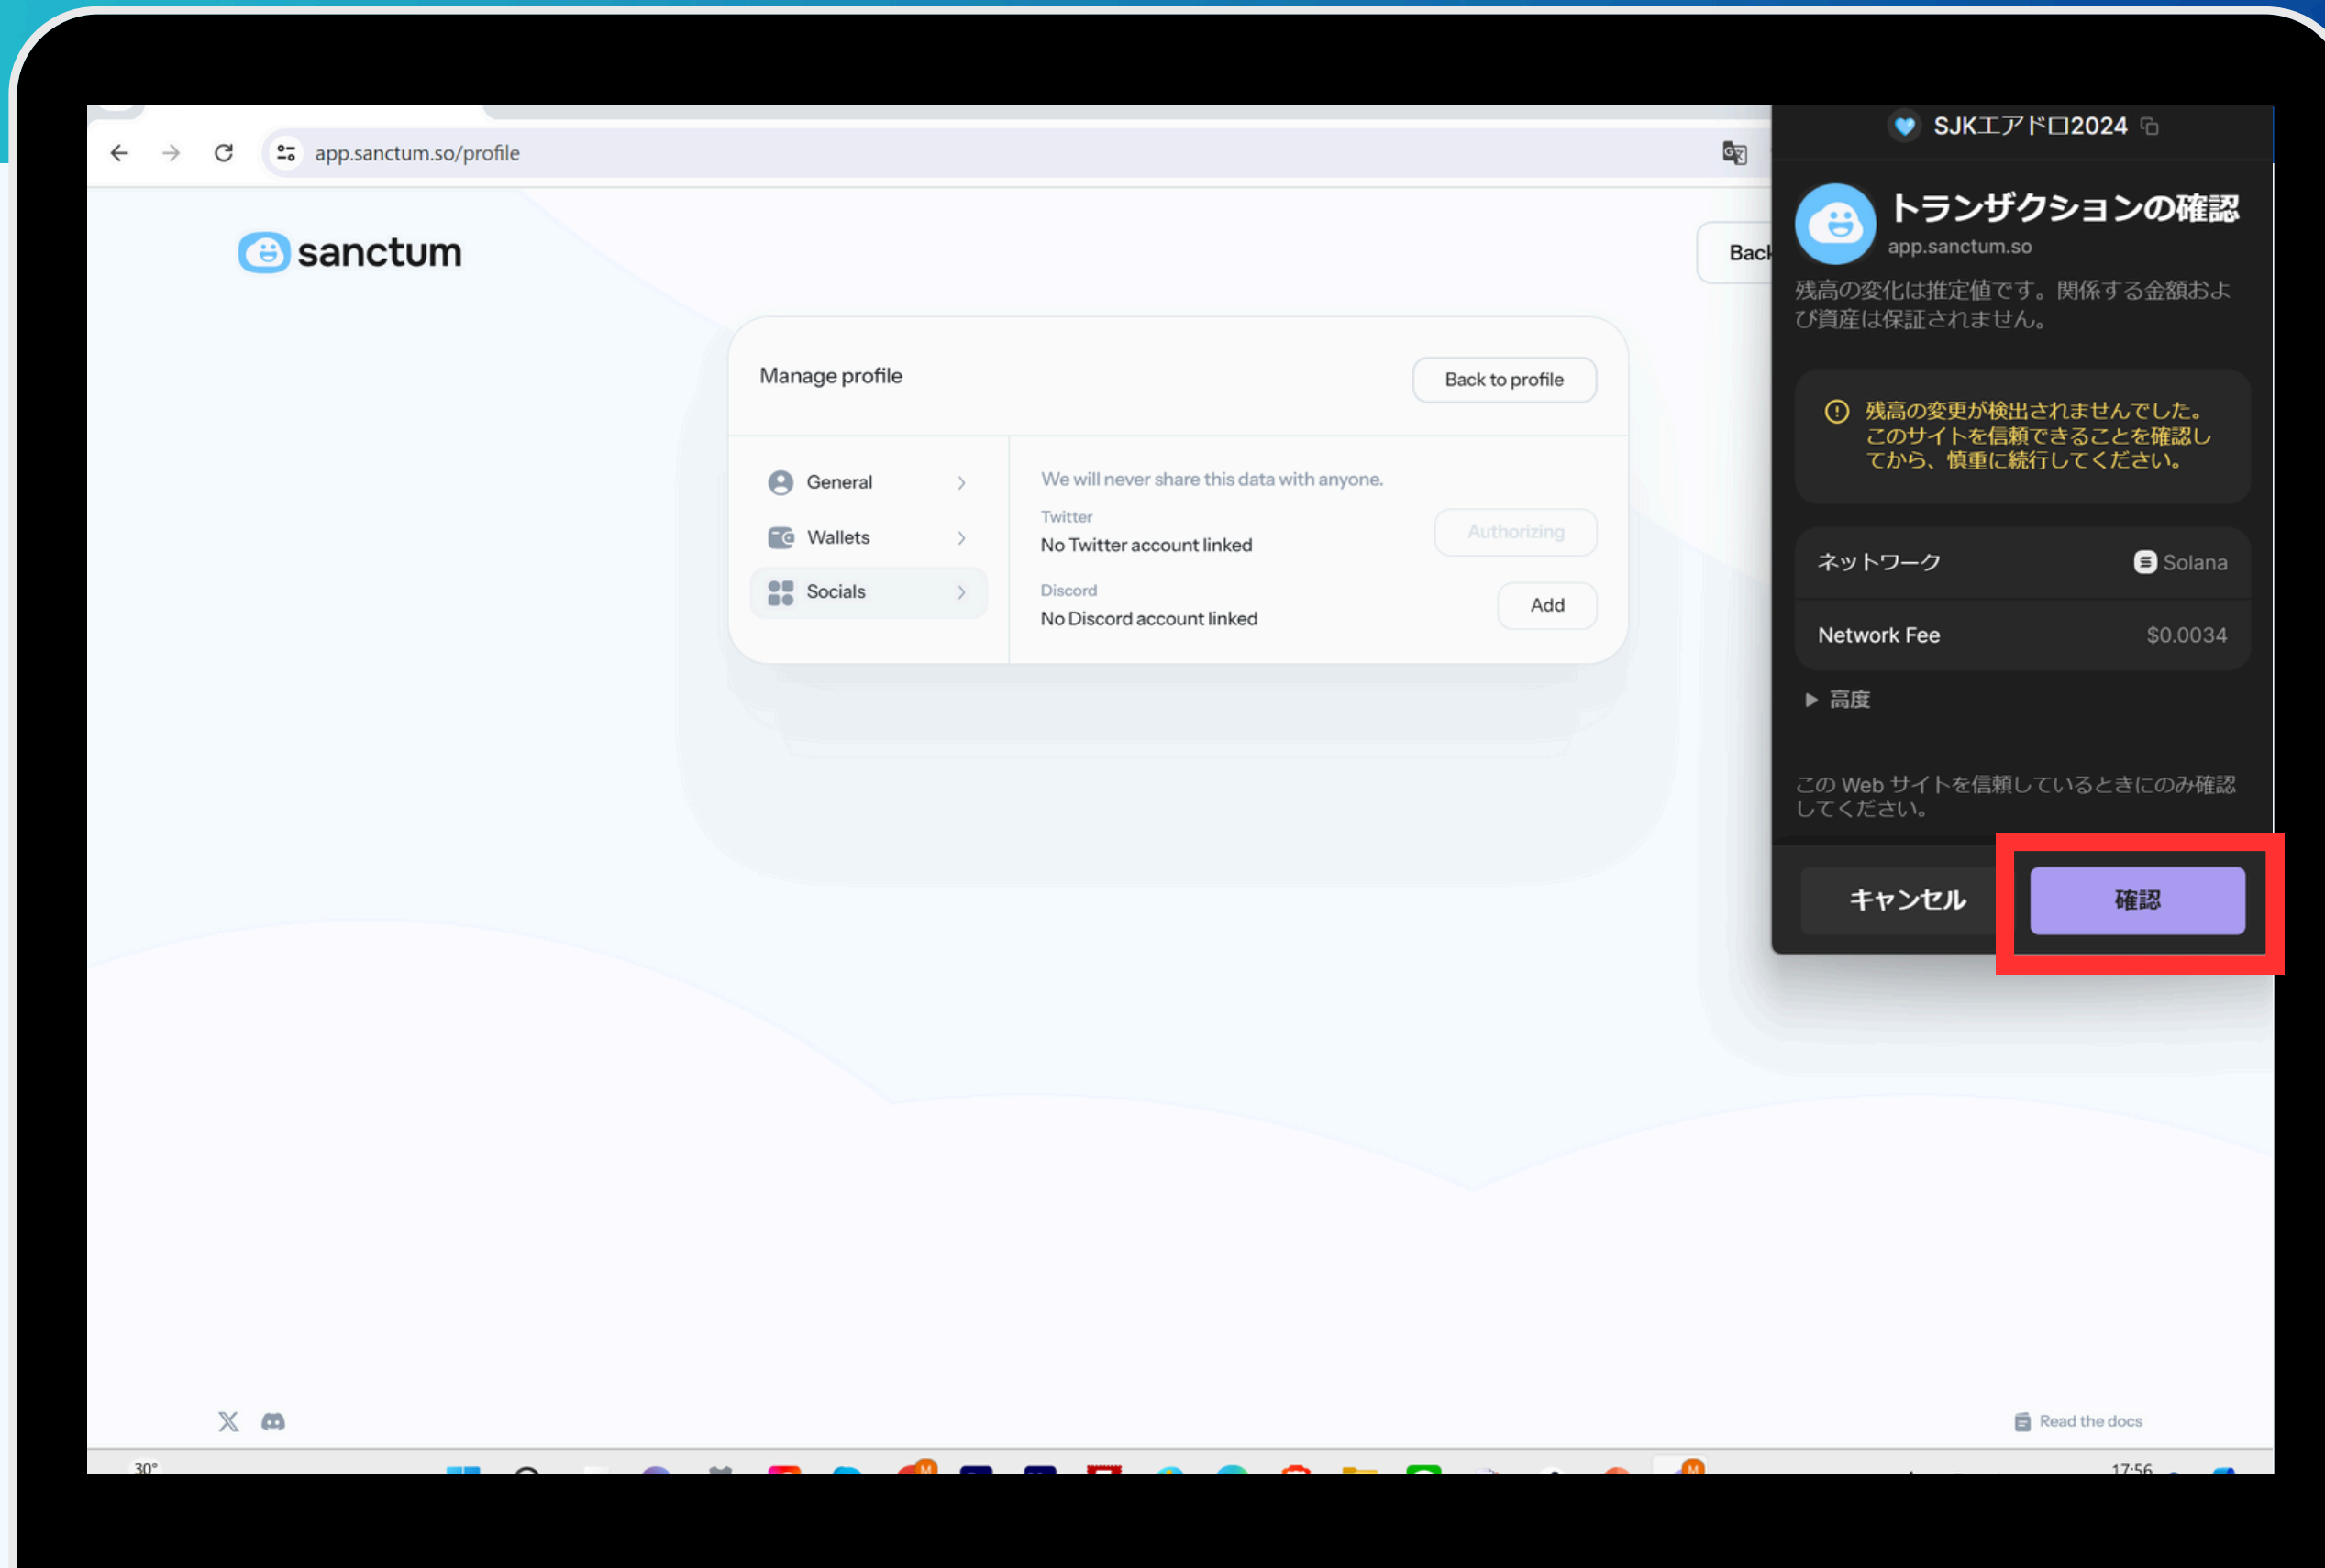 app.sanctum.so/profile
sanctum
Back
Manage profile
Back to profile
General
Wallets
Socials
We will never share this data with anyone.
Twitter
No Twitter account linked
Authorizing
Discord
No Discord account linked
Add
SJKエアドロ2024
トランザクションの確認
app.sanctum.so
残高の変化は推定値です。関係する金額およ
び資産は保証されません。
残高の変更が検出されませんでした。
このサイトを信頼できることを確認し
てから、慎重に続行してください。
ネットワーク
Solana
Network Fee
$0.0034
高度
この Web サイトを信頼しているときにのみ確認
してください。
キャンセル
確認
Read the docs
30°
17:56